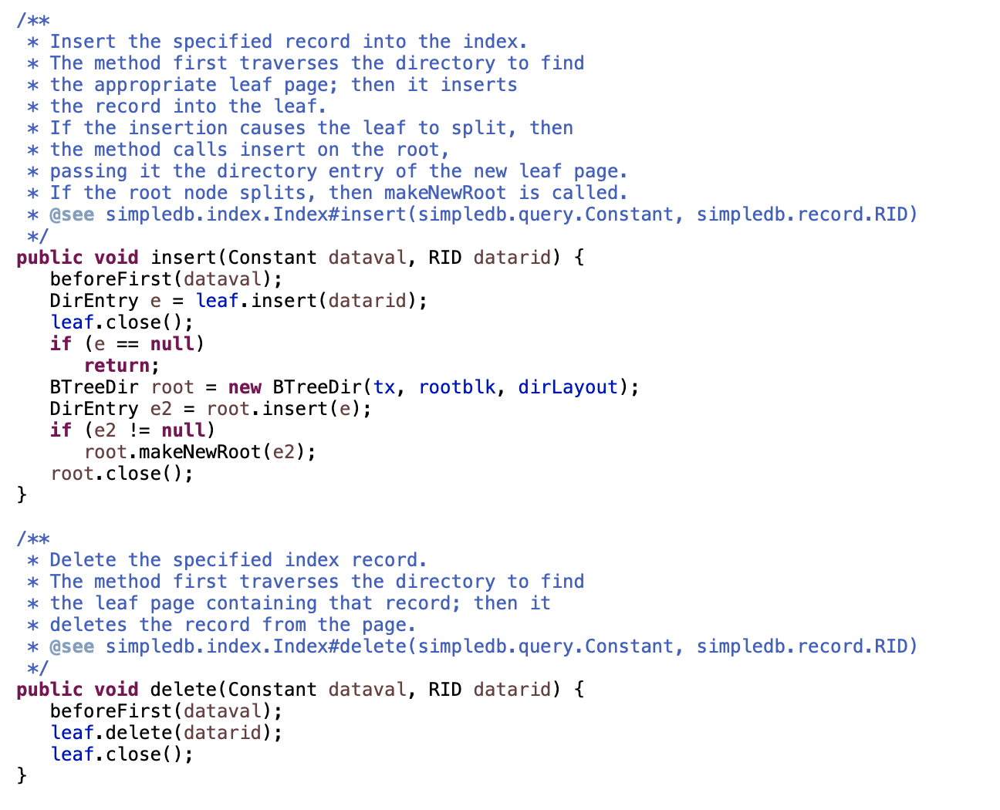 /**
 * Insert the specified record into the index.
 * The method first traverses the directory to find
 * the appropriate leaf page; then it inserts
 * the record into the leaf.
 * If the insertion causes the leaf to split, then
 * the method calls insert on the root,
 * passing it the directory entry of the new leaf page.
 * If the root node splits, then makeNewRoot is called.
 * @see simpledb.index.Index#insert(simpledb.query.Constant, simpledb.record.RID)
 */
public void insert(Constant dataval, RID datarid) {
   beforeFirst(dataval);
   DirEntry e = leaf.insert(datarid);
   leaf.close();
   if (e == null)
      return;
   BTreeDir root = new BTreeDir(tx, rootblk, dirLayout);
   DirEntry e2 = root.insert(e);
   if (e2 != null)
      root.makeNewRoot(e2);
   root.close();
}

/**
 * Delete the specified index record.
 * The method first traverses the directory to find
 * the leaf page containing that record; then it
 * deletes the record from the page.
 * @see simpledb.index.Index#delete(simpledb.query.Constant, simpledb.record.RID)
 */
public void delete(Constant dataval, RID datarid) {
   beforeFirst(dataval);
   leaf.delete(datarid);
   leaf.close();
}